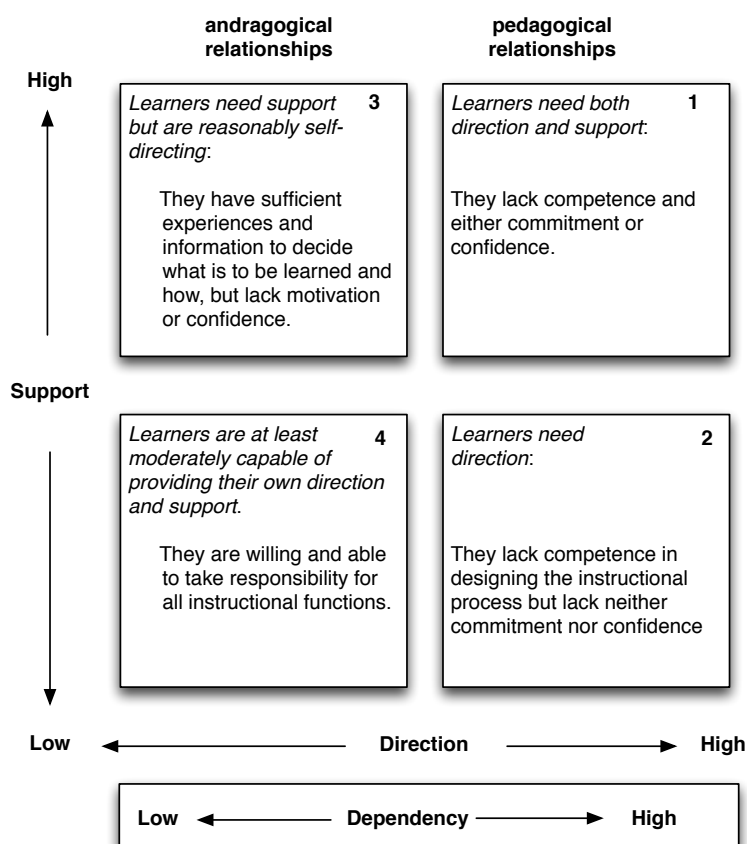 andragogical
relationships
pedagogical
relationships
High
Learners need support
but are reasonably self-
directing:
3
They have sufficient
experiences and
information to decide
what is to be learned and
how, but lack motivation
or confidence.
Learners need both
direction and support:
1
They lack competence and
either commitment or
confidence.
Support
Learners are at least
moderately capable of
providing their own direction
and support.
4
They are willing and able
to take responsibility for
all instructional functions.
Learners need
direction:
2
They lack competence in
designing the instructional
process but lack neither
commitment nor confidence
Low
Direction
High
Low
Dependency
High